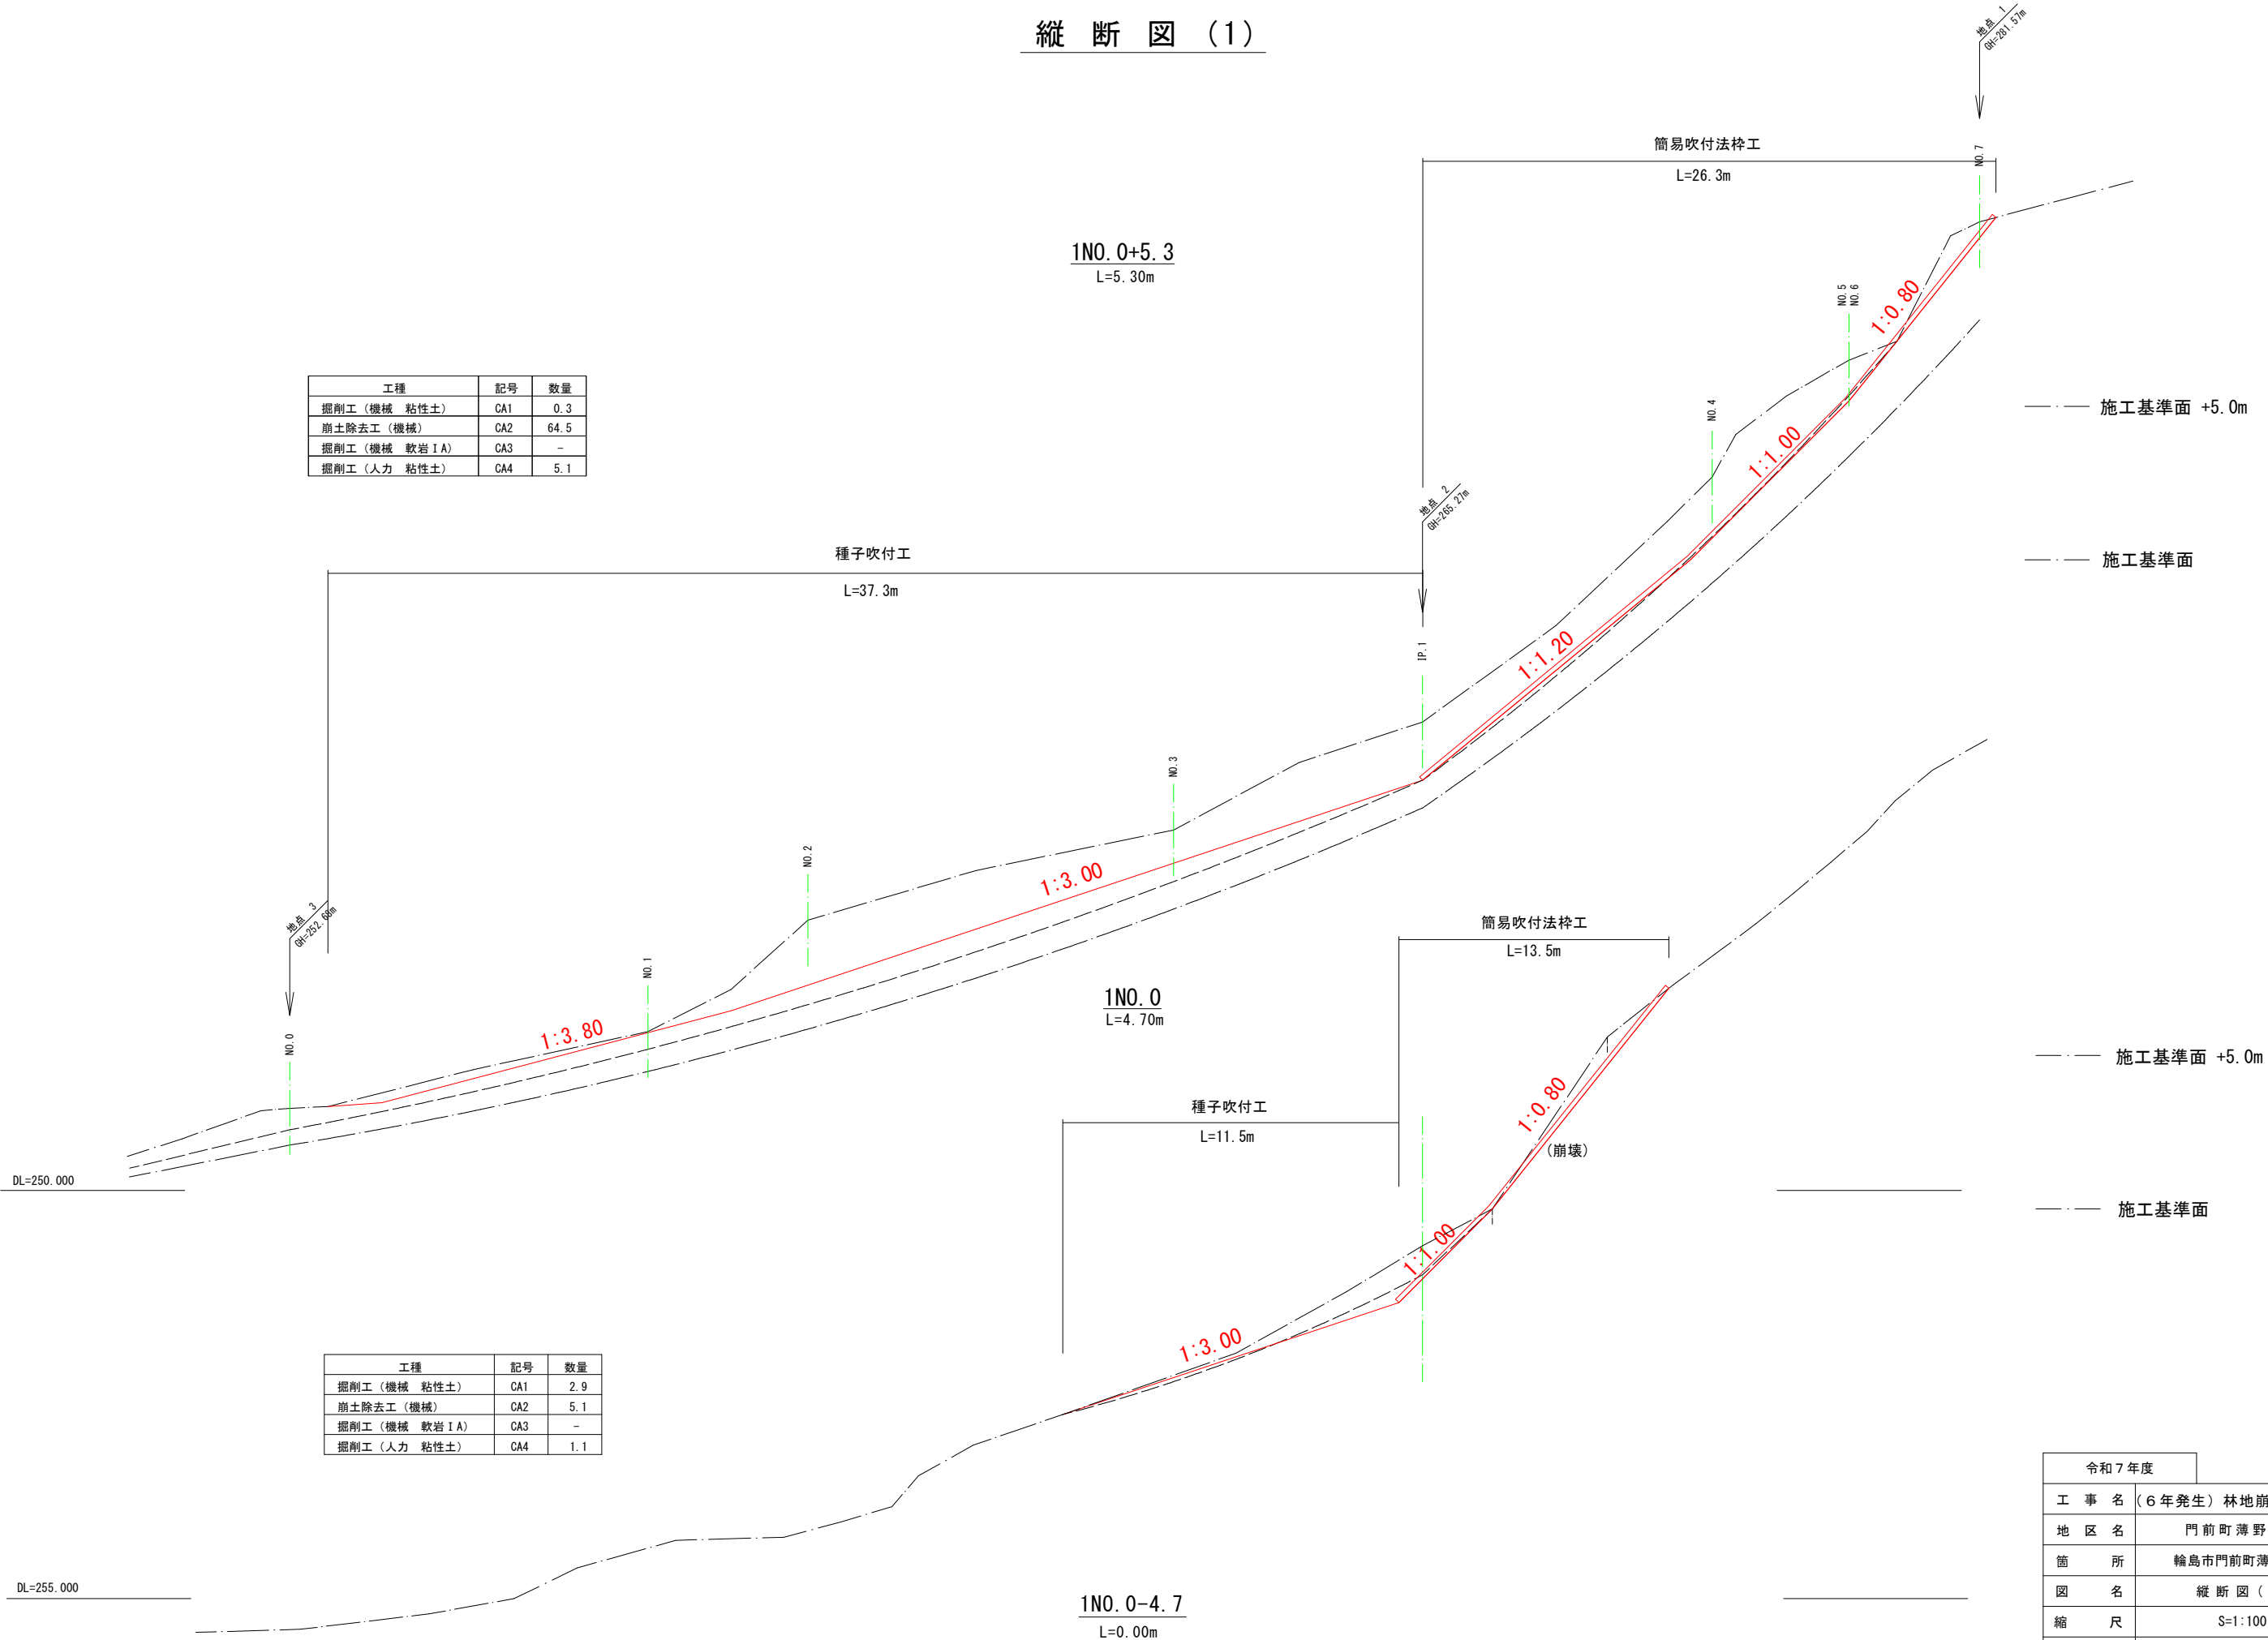 縦 断 図 (1)
地点 1
GH=281.57m
NO.7
簡易吹付法枠工
L=26.3m
1NO.0+5.3
L=5.30m
NO.5
NO.6
1:0.80
工種 記号 数量
掘削工（機械 粘性土） CA1 0.3
崩土除去工（機械） CA2 64.5
掘削工（機械 軟岩ⅠA） CA3 -
掘削工（人力 粘性土） CA4 5.1
NO.4
施工基準面 +5.0m
1:1.00
地点 2
GH=265.27m
種子吹付工
L=37.3m
施工基準面
IP.1
1:1.20
NO.3
NO.2
1:3.00
地点 3
GH=252.68m
簡易吹付法枠工
L=13.5m
NO.1
1NO.0
L=4.70m
NO.0
1:3.80
施工基準面 +5.0m
種子吹付工
L=11.5m
1:0.80
（崩壊）
DL=250.000
施工基準面
1:1.00
1:3.00
工種 記号 数量
掘削工（機械 粘性土） CA1 2.9
崩土除去工（機械） CA2 5.1
掘削工（機械 軟岩ⅠA） CA3 -
掘削工（人力 粘性土） CA4 1.1
令和７年度
工 事 名 （６年発生）林地崩
地 区 名 門前町薄野
箇 所 輪島市門前町薄
図 名 縦 断 図（
縮 尺 S=1:100
DL=255.000
1NO.0-4.7
L=0.00m